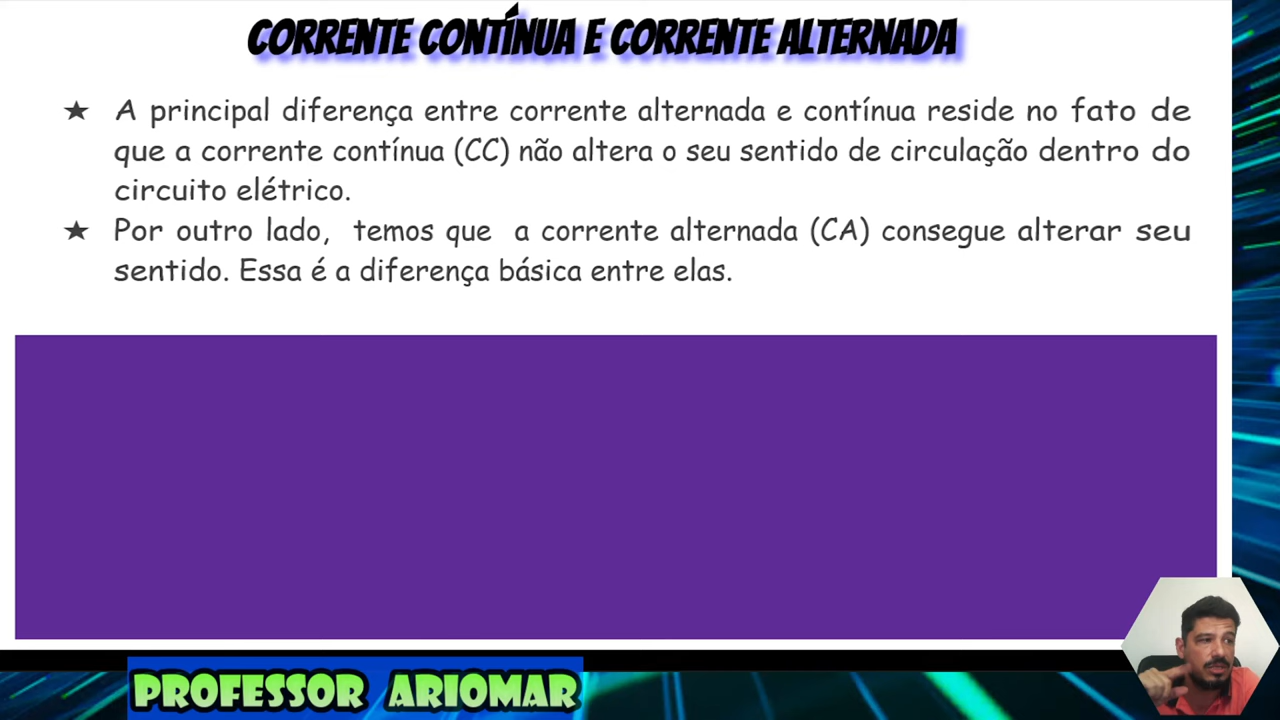 CORRENTE CONTÍNUA E CORRENTE ALTERNADA
★ A principal diferença entre corrente alternada e contínua reside no fato de
que a corrente contínua (CC) não altera o seu sentido de circulação dentro do
circuito elétrico.
★ Por outro lado, temos que a corrente alternada (CA) consegue alterar seu
sentido. Essa é a diferença básica entre elas.
PROFESSOR ARIOMAR